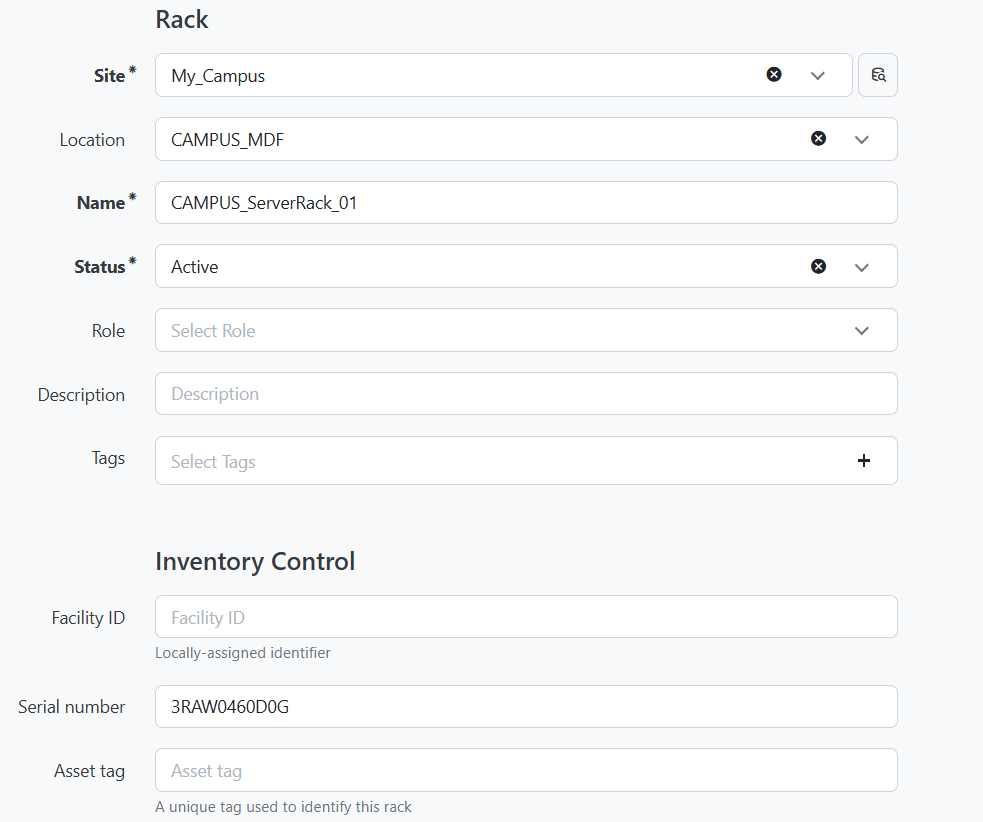 Rack
Site *
My_Campus
Location
CAMPUS_MDF
Name *
CAMPUS_ServerRack_01
Status *
Active
Role
Select Role
Description
Description
Tags
Select Tags
Inventory Control
Facility ID
Facility ID
Locally-assigned identifier
Serial number
3RAW0460D0G
Asset tag
Asset tag
A unique tag used to identify this rack